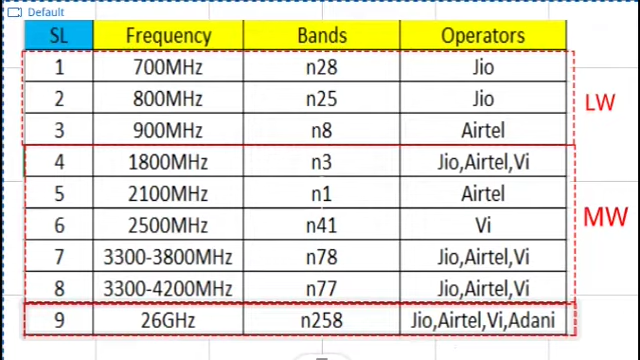 Default
SL Frequency Bands Operators
1 700MHz n28 Jio
2 800MHz n25 Jio
3 900MHz n8 Airtel
LW
4 1800MHz n3 Jio,Airtel,Vi
5 2100MHz n1 Airtel
6 2500MHz n41 Vi
MW
7 3300-3800MHz n78 Jio,Airtel,Vi
8 3300-4200MHz n77 Jio,Airtel,Vi
9 26GHz n258 Jio,Airtel,Vi,Adani